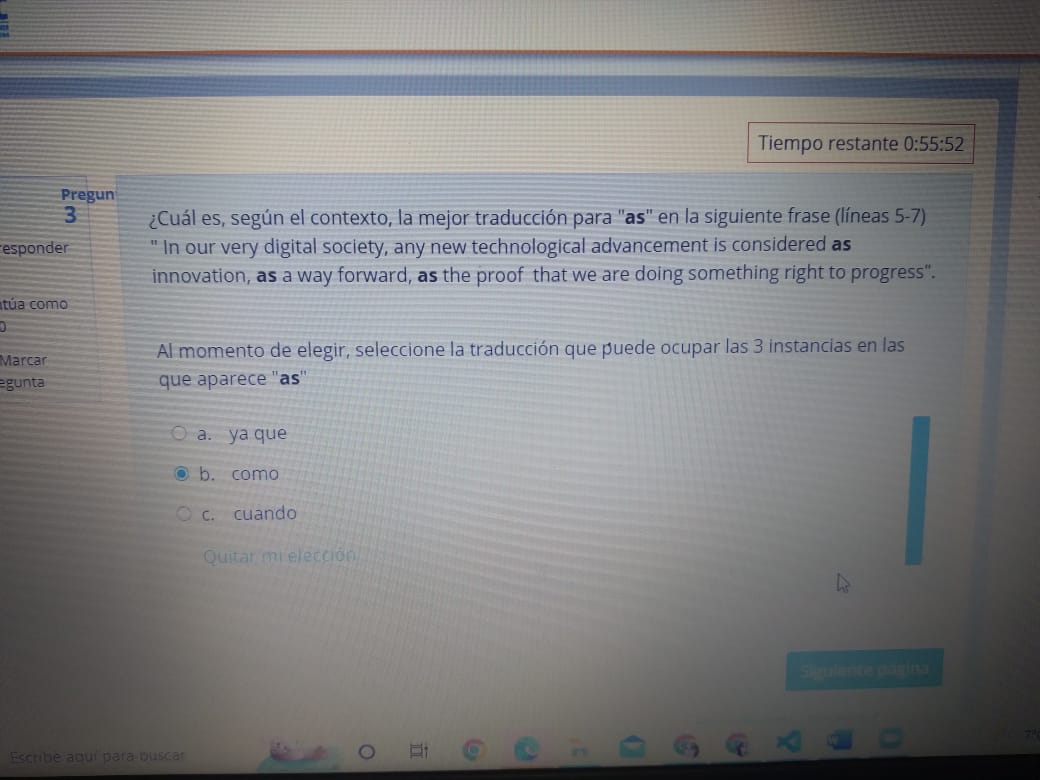 Tiempo restante 0:55:52
Pregun
3
responder
ntúa como
0
Marcar
egunta
¿Cuál es, según el contexto, la mejor traducción para "as" en la siguiente frase (líneas 5-7)
" In our very digital society, any new technological advancement is considered as
innovation, as a way forward, as the proof that we are doing something right to progress".
Al momento de elegir, seleccione la traducción que puede ocupar las 3 instancias en las
que aparece "as"
a. ya que
b. como
c. cuando
Quitar mi elección
Siguiente página
Escribe aquí para buscar